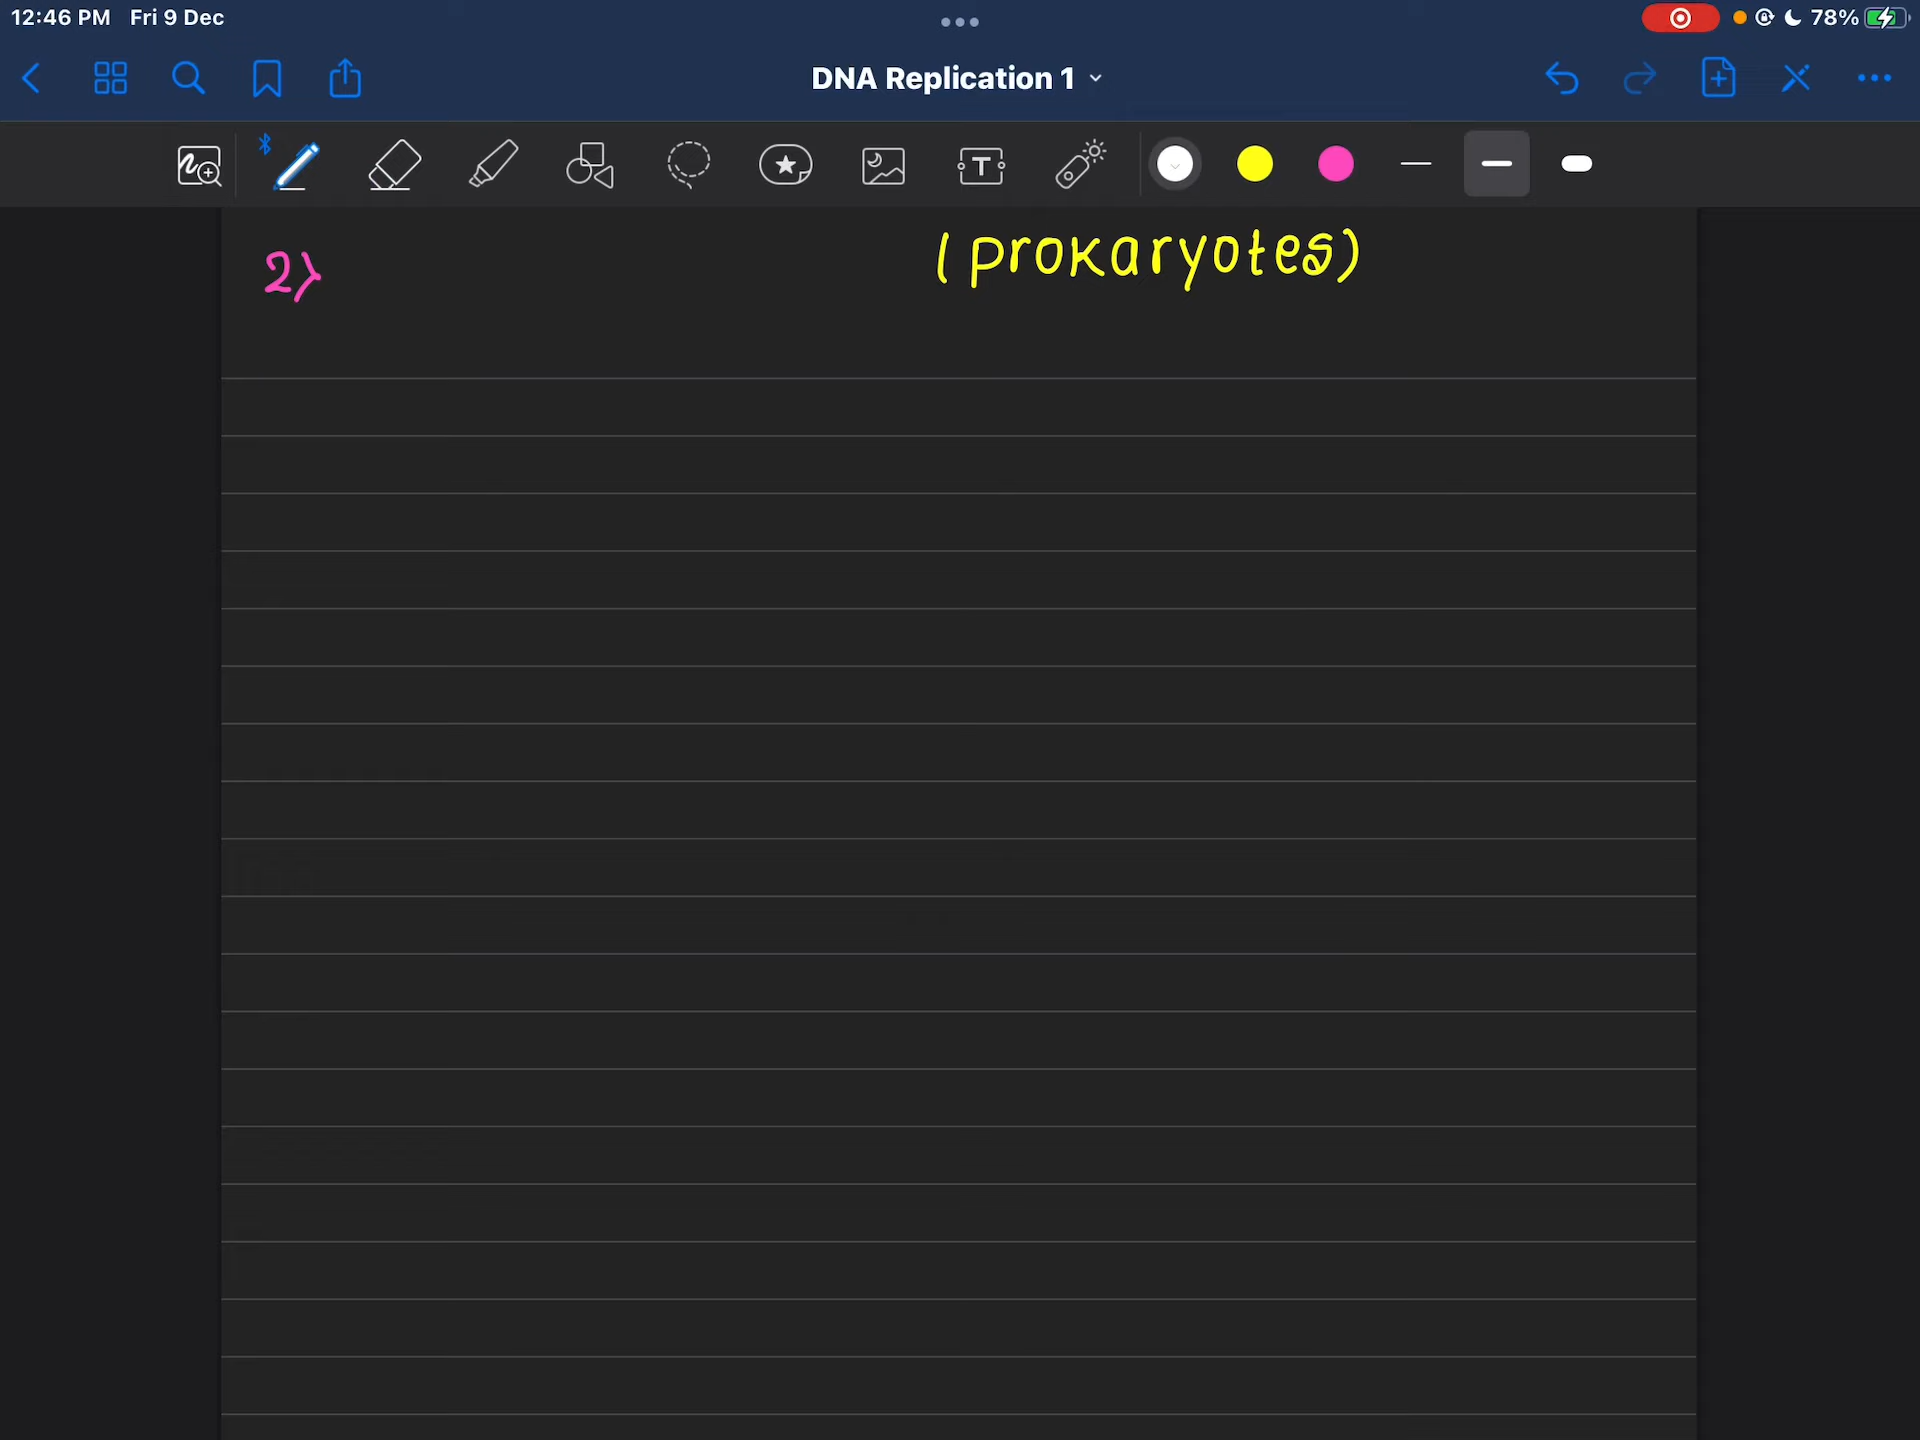 12:46 PM Fri 9 Dec
78%
DNA Replication 1
T
(prokaryotes)
2)